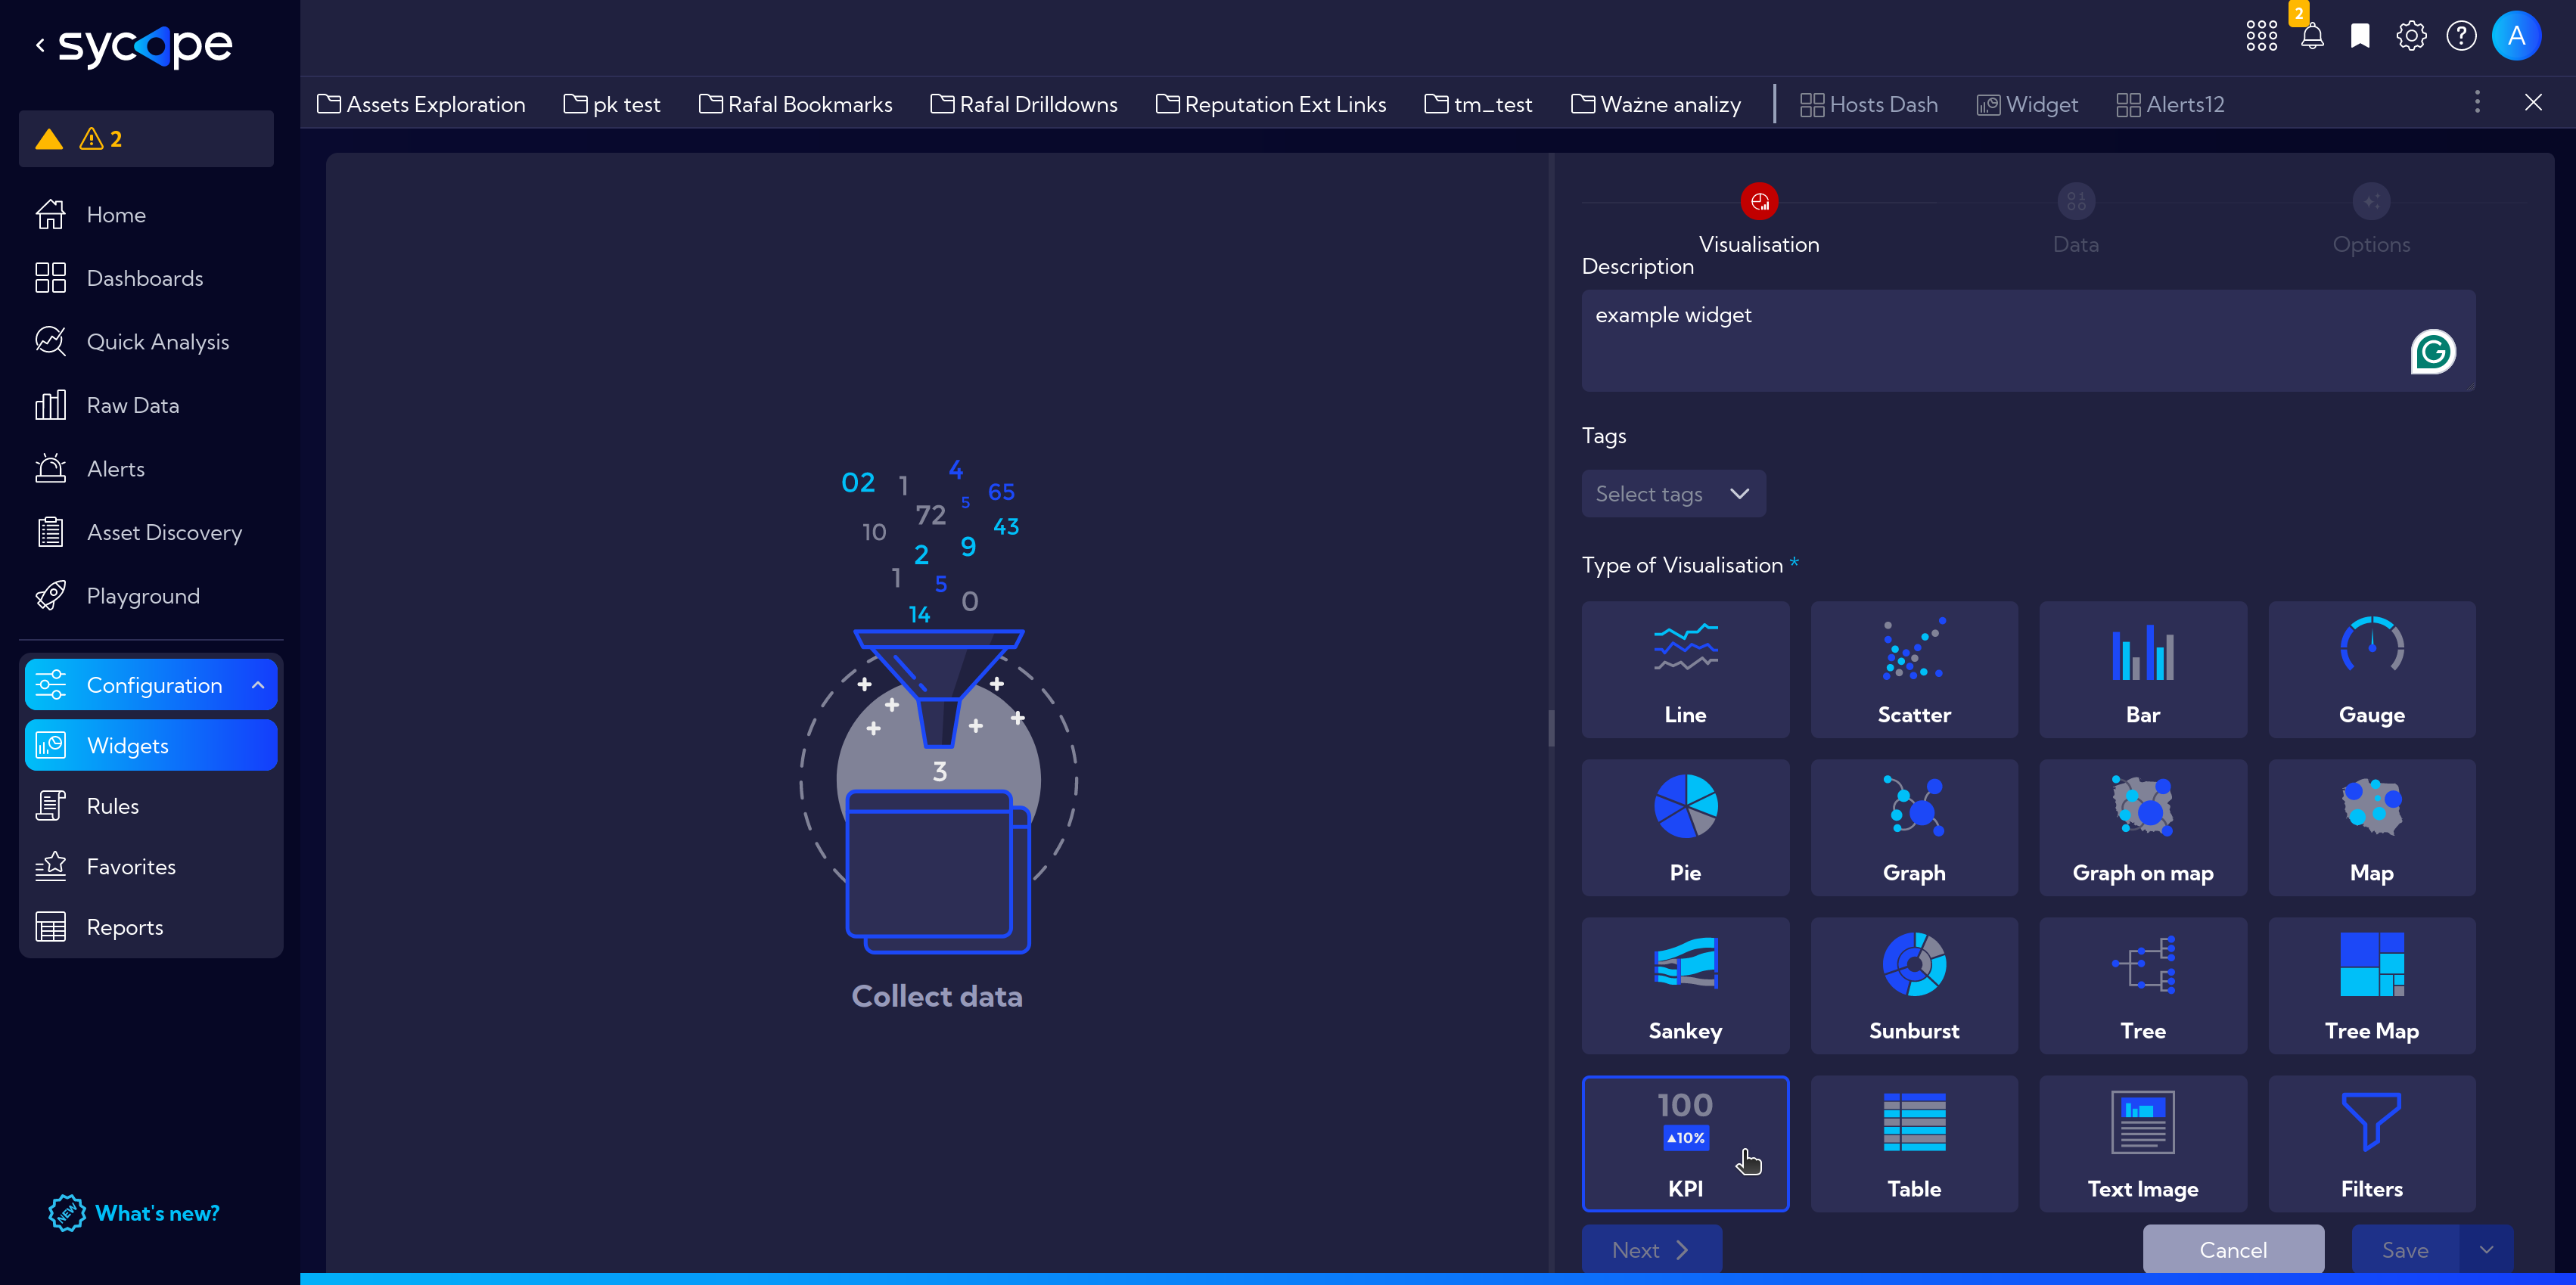 sycope
2
A
Assets Exploration
pk test
Rafal Bookmarks
Rafal Drilldowns
Reputation Ext Links
tm_test
Ważne analizy
Hosts Dash
Widget
Alerts12
2
Home
Dashboards
Quick Analysis
Raw Data
Alerts
Asset Discovery
Playground
Configuration
Widgets
Rules
Favorites
Reports
NEW What's new?
02 1 4 5 65
72 43
10 2 9
1 5 0
14
3
Collect data
Visualisation
Data
Options
Description
example widget
Tags
Select tags
Type of Visualisation *
Line
Scatter
Bar
Gauge
Pie
Graph
Graph on map
Map
Sankey
Sunburst
Tree
Tree Map
100
▲10%
KPI
Table
Text Image
Filters
Next
Cancel
Save